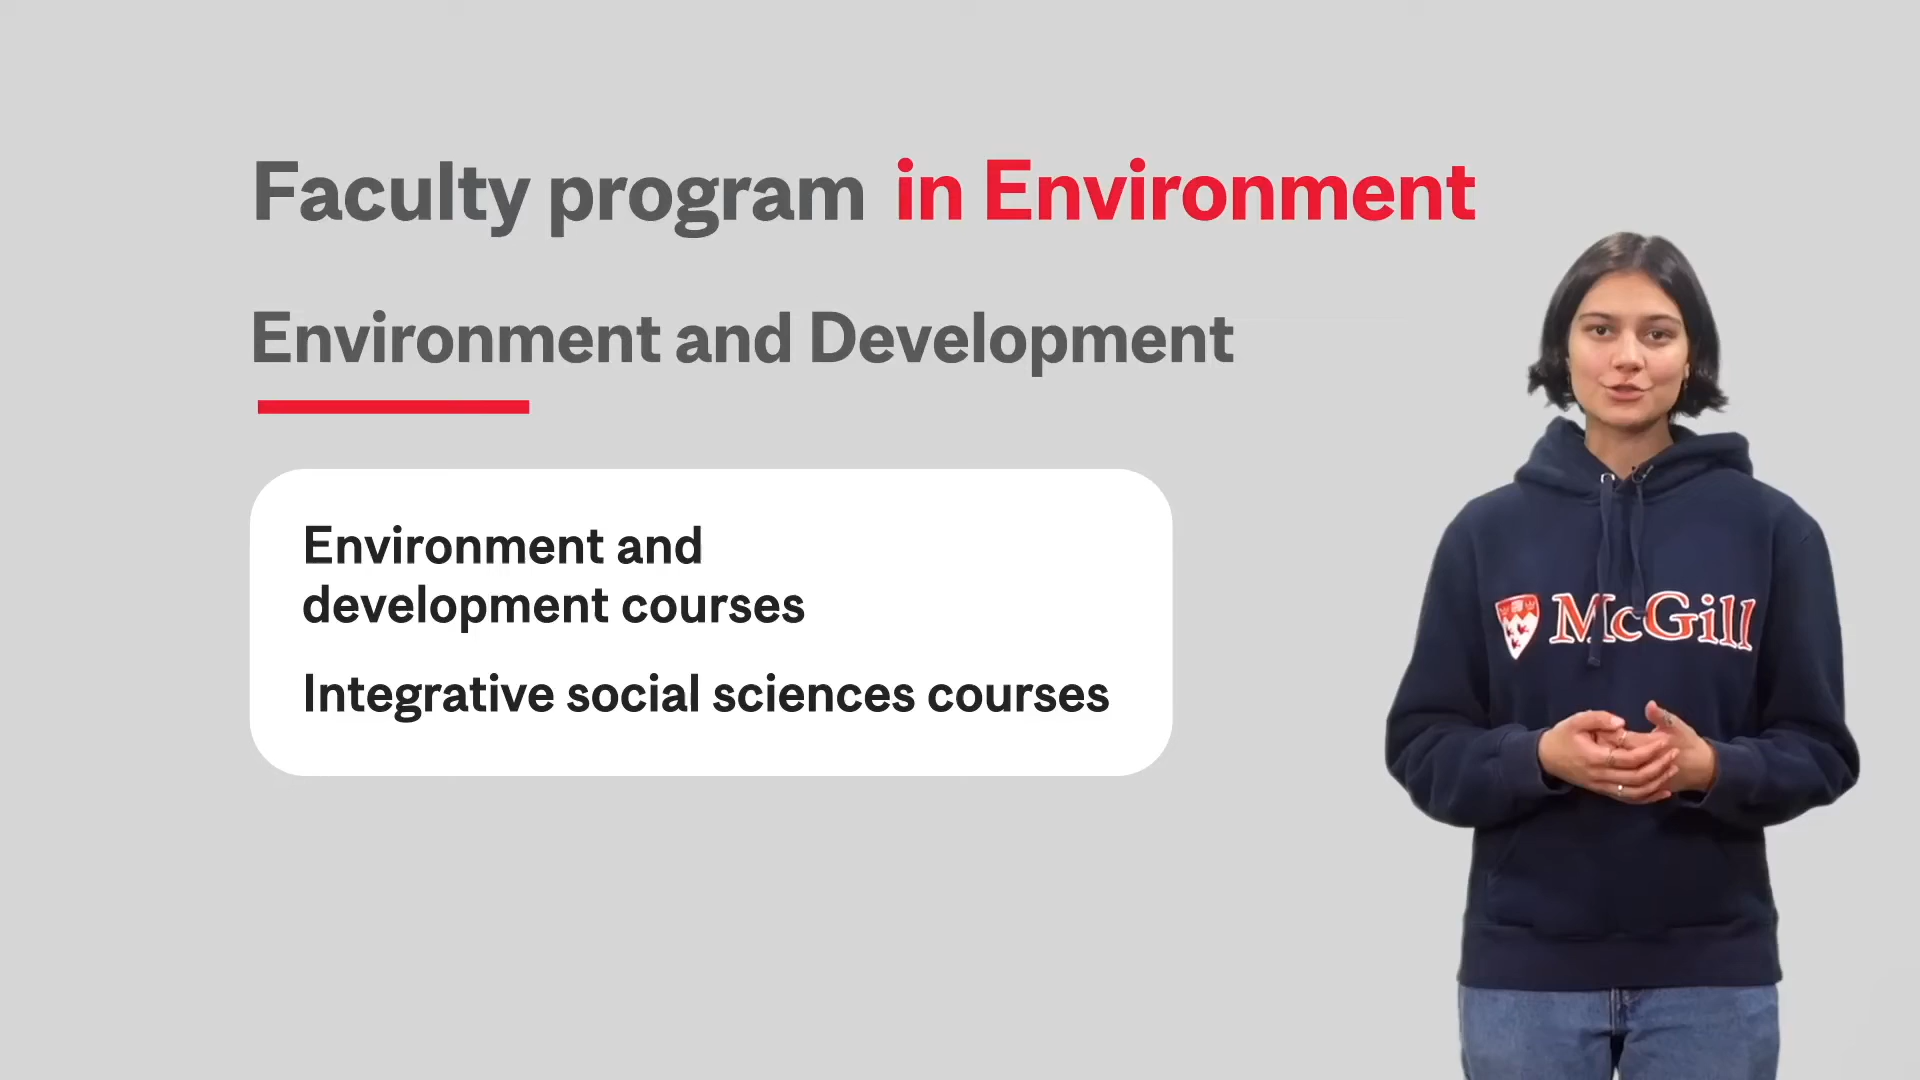 Faculty program in Environment
Environment and Development
Environment and
development courses
Integrative social sciences courses
McGill